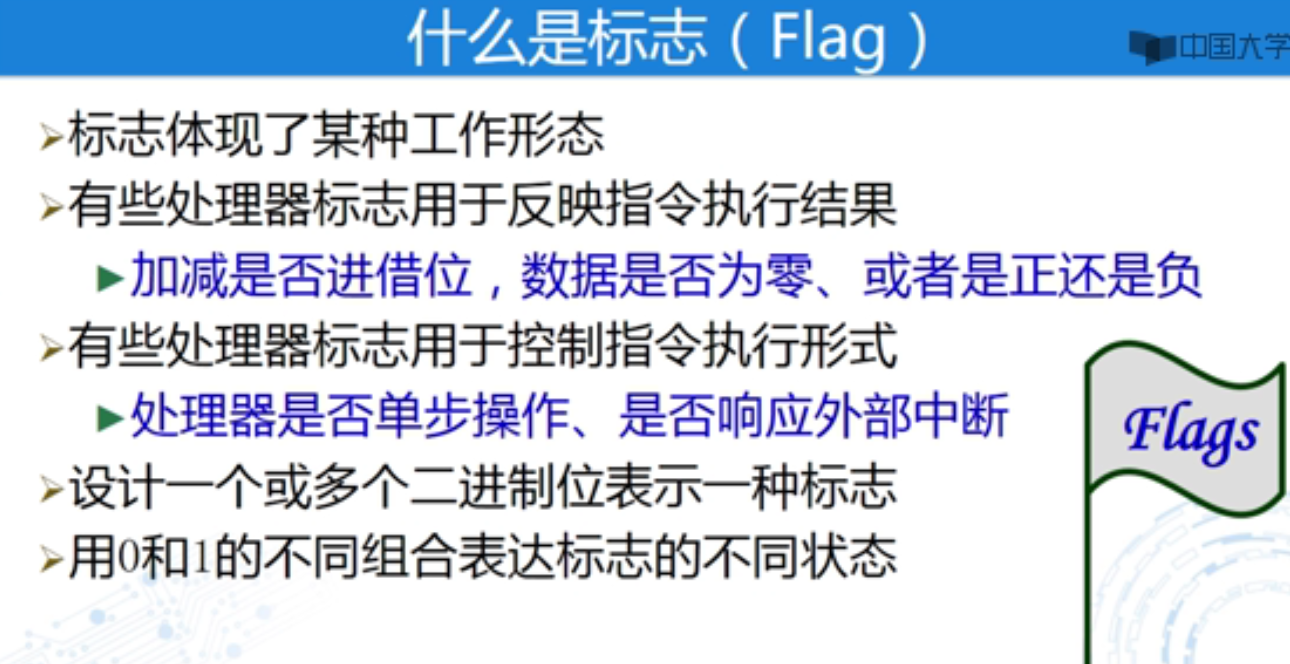 什么是标志（Flag）
中国大学
标志体现了某种工作形态
有些处理器标志用于反映指令执行结果
加减是否进借位，数据是否为零、或者是正还是负
有些处理器标志用于控制指令执行形式
处理器是否单步操作、是否响应外部中断
Flags
设计一个或多个二进制位表示一种标志
用0和1的不同组合表达标志的不同状态